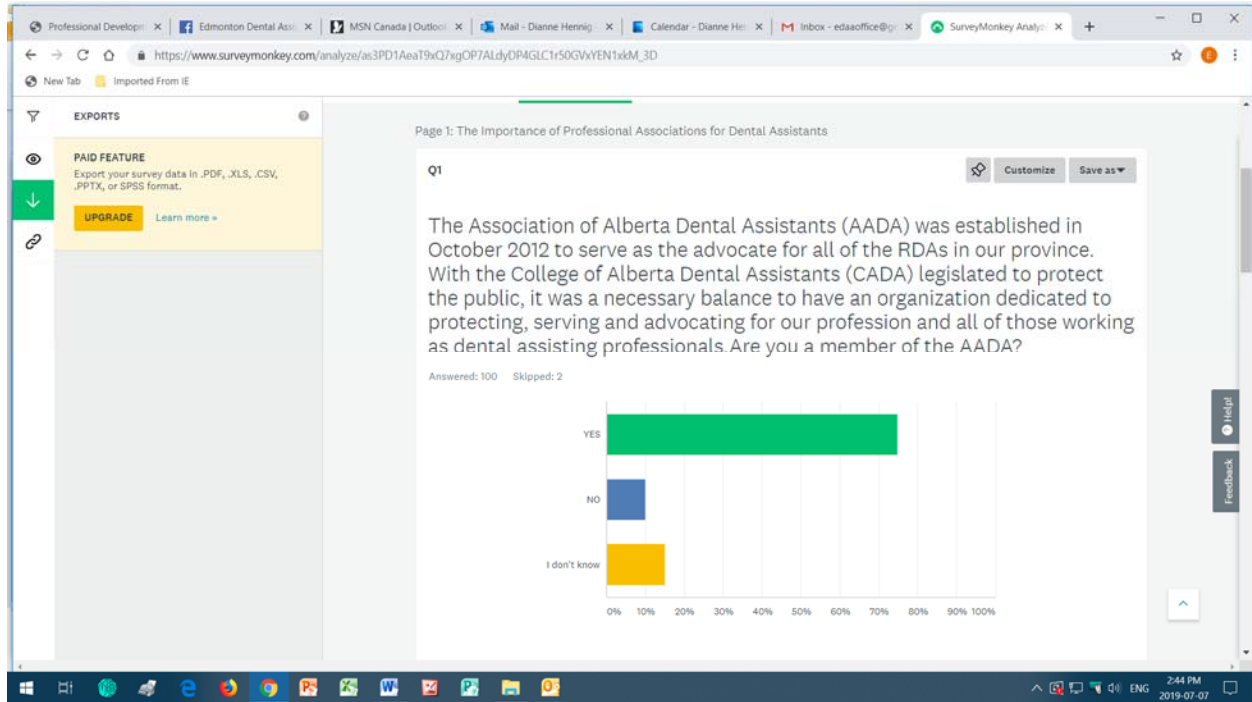 Professional Developm
Edmonton Dental Assi
MSN Canada | Outlool
Mail - Dianne Hennig
Calendar - Dianne Hen
Inbox - edaaoffice@g
SurveyMonkey Analyze
https://www.surveymonkey.com/analyze/as3PD1AeaT9xQ7xgOP7ALdyDP4GLC1r50GVxYEN1xkM_3D
E
New Tab
Imported From IE
EXPORTS
PAID FEATURE
Export your survey data in .PDF, .XLS, .CSV,
.PPTX, or SPSS format.
UPGRADE Learn more »
Page 1: The Importance of Professional Associations for Dental Assistants
Q1
Customize
Save as
The Association of Alberta Dental Assistants (AADA) was established in
October 2012 to serve as the advocate for all of the RDAs in our province.
With the College of Alberta Dental Assistants (CADA) legislated to protect
the public, it was a necessary balance to have an organization dedicated to
protecting, serving and advocating for our profession and all of those working
as dental assisting professionals.Are you a member of the AADA?
Answered: 100 Skipped: 2
YES
NO
I don't know
0% 10% 20% 30% 40% 50% 60% 70% 80% 90% 100%
Help!
Feedback
ENG
2:44 PM
2019-07-07